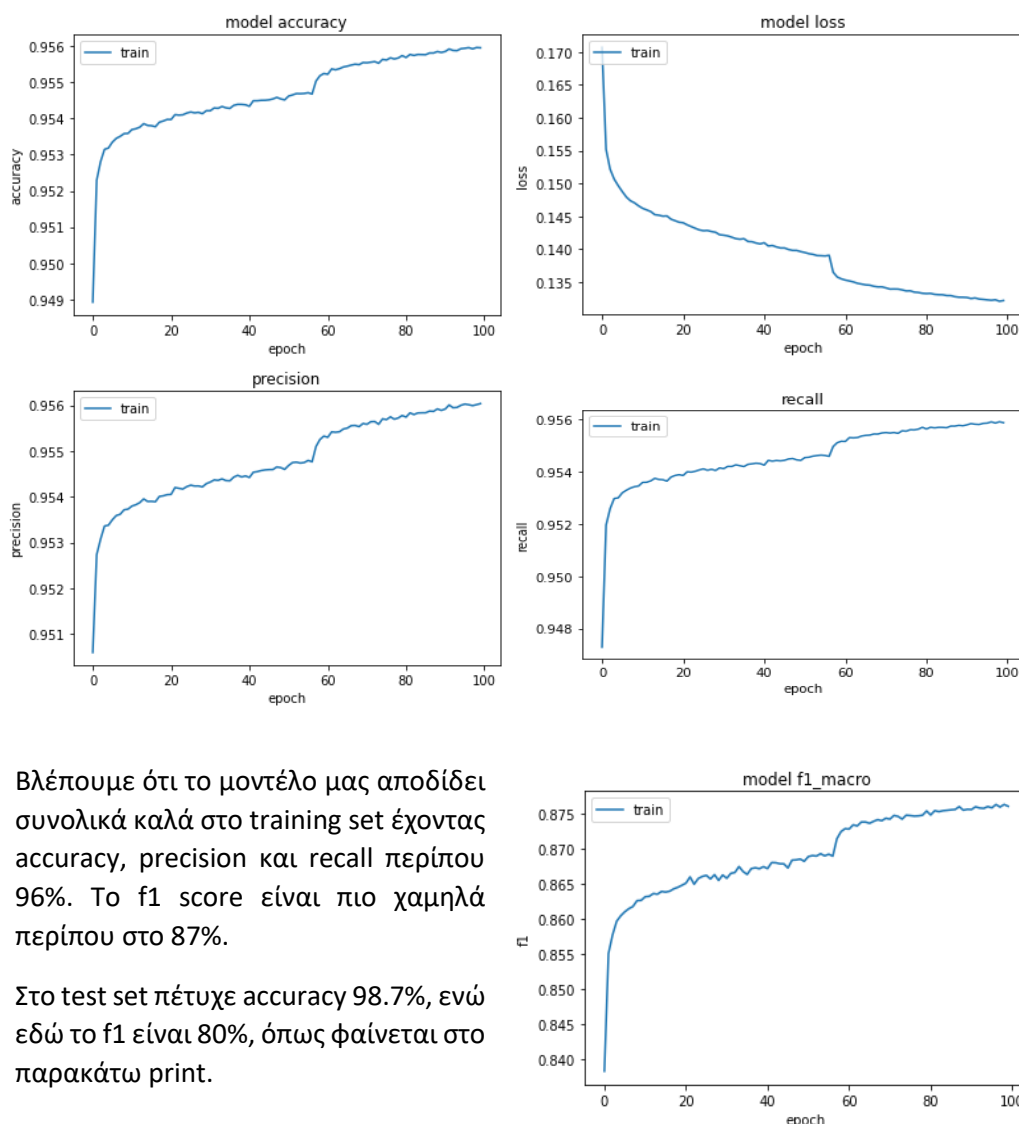 model accuracy
train
0.956
0.955
0.954
0.953
0.952
0.951
0.950
0.949
accuracy
0 20 40 60 80 100
epoch
model loss
train
0.170
0.165
0.160
0.155
0.150
0.145
0.140
0.135
loss
0 20 40 60 80 100
epoch
precision
train
0.956
0.955
0.954
0.953
0.952
0.951
precision
0 20 40 60 80 100
epoch
recall
train
0.956
0.954
0.952
0.950
0.948
recall
0 20 40 60 80 100
epoch
Βλέπουμε ότι το μοντέλο μας αποδίδει
συνολικά καλά στο training set έχοντας
accuracy, precision και recall περίπου
96%. Το f1 score είναι πιο χαμηλά
περίπου στο 87%.
Στο test set πέτυχε accuracy 98.7%, ενώ
εδώ το f1 είναι 80%, όπως φαίνεται στο
παρακάτω print.
model f1_macro
train
0.875
0.870
0.865
0.860
0.855
0.850
0.845
0.840
f1
0 20 40 60 80 100
epoch